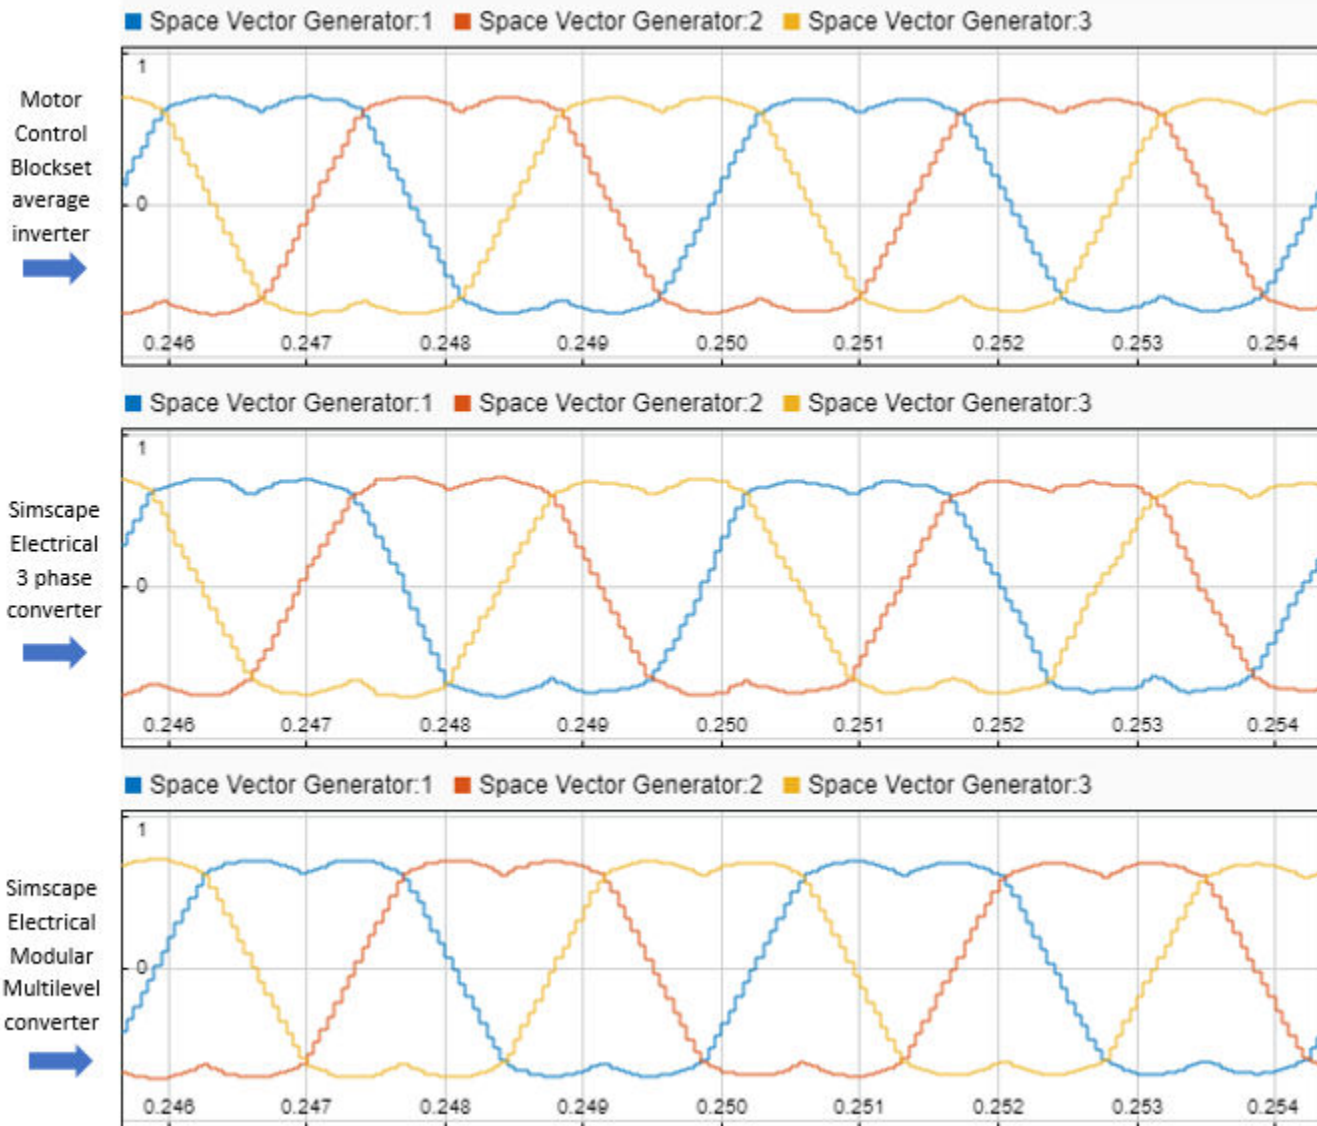 Space Vector Generator:1 Space Vector Generator:2 Space Vector Generator:3
1
Motor
Control
Blockset
average
inverter
0
0.246 0.247 0.248 0.249 0.250 0.251 0.252 0.253 0.254
Space Vector Generator:1 Space Vector Generator:2 Space Vector Generator:3
1
Simscape
Electrical
3 phase
converter
0
0.246 0.247 0.248 0.249 0.250 0.251 0.252 0.253 0.254
Space Vector Generator:1 Space Vector Generator:2 Space Vector Generator:3
1
Simscape
Electrical
Modular
Multilevel
converter
0
0.246 0.247 0.248 0.249 0.250 0.251 0.252 0.253 0.254